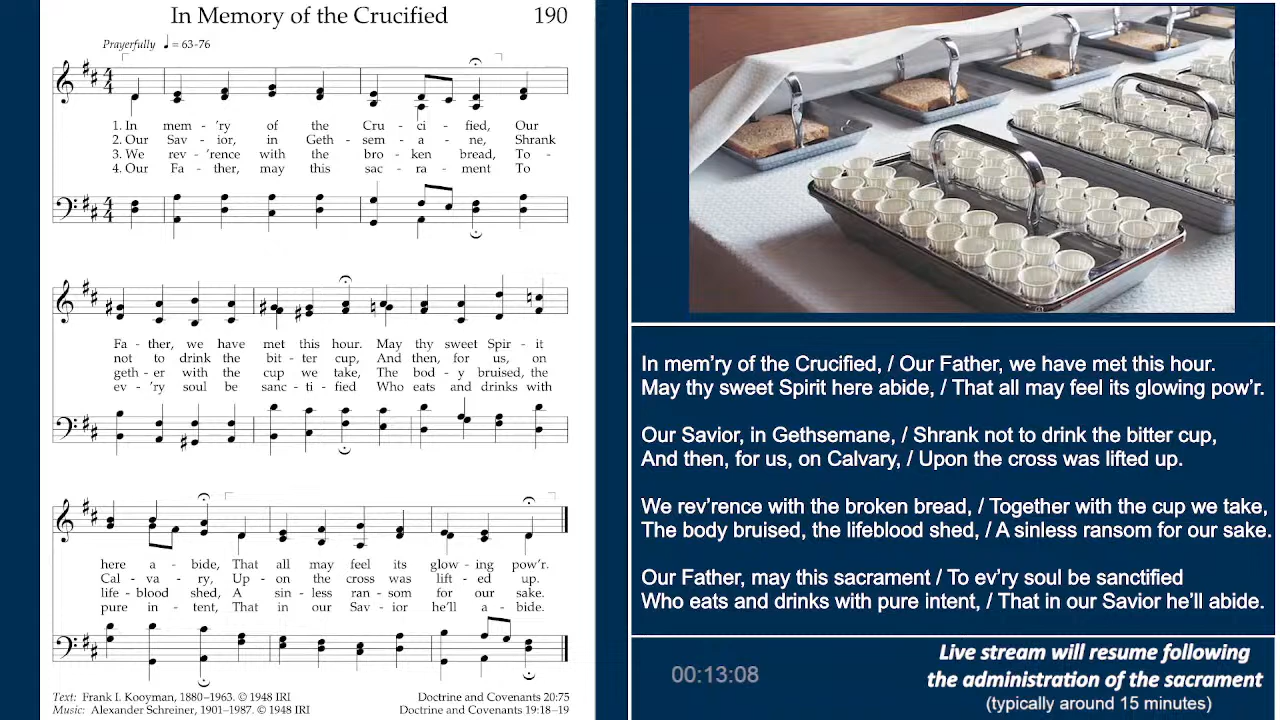 In Memory of the Crucified 190
Prayerfully ♩ = 63-76
1. In mem - 'ry of the Cru - ci - fied, Our
2. Our Sav - ior, in Geth - sem - a - ne, Shrank
3. We rev - 'rence with the bro - ken bread, To -
4. Our Fa - ther, may this sac - ra - ment To
Fa - ther, we have met this hour. May thy sweet Spir - it
not to drink the bit - ter cup, And then, for us, on
geth - er with the cup we take, The bod - y bruised, the
ev - 'ry soul be sanc - ti - fied Who eats and drinks with
here a - bide, That all may feel its glow - ing pow'r.
Cal - va - ry, Up - on the cross was lift - ed up.
life - blood shed, A sin - less ran - som for our sake.
pure in - tent, That in our Sav - ior he'll a - bide.
Text: Frank I. Kooyman, 1880–1963. © 1948 IRI
Music: Alexander Schreiner, 1901–1987. © 1948 IRI
Doctrine and Covenants 20:75
Doctrine and Covenants 19:18–19
In mem'ry of the Crucified, / Our Father, we have met this hour.
May thy sweet Spirit here abide, / That all may feel its glowing pow'r.
Our Savior, in Gethsemane, / Shrank not to drink the bitter cup,
And then, for us, on Calvary, / Upon the cross was lifted up.
We rev'rence with the broken bread, / Together with the cup we take,
The body bruised, the lifeblood shed, / A sinless ransom for our sake.
Our Father, may this sacrament / To ev'ry soul be sanctified
Who eats and drinks with pure intent, / That in our Savior he'll abide.
00:13:08
Live stream will resume following
the administration of the sacrament
(typically around 15 minutes)